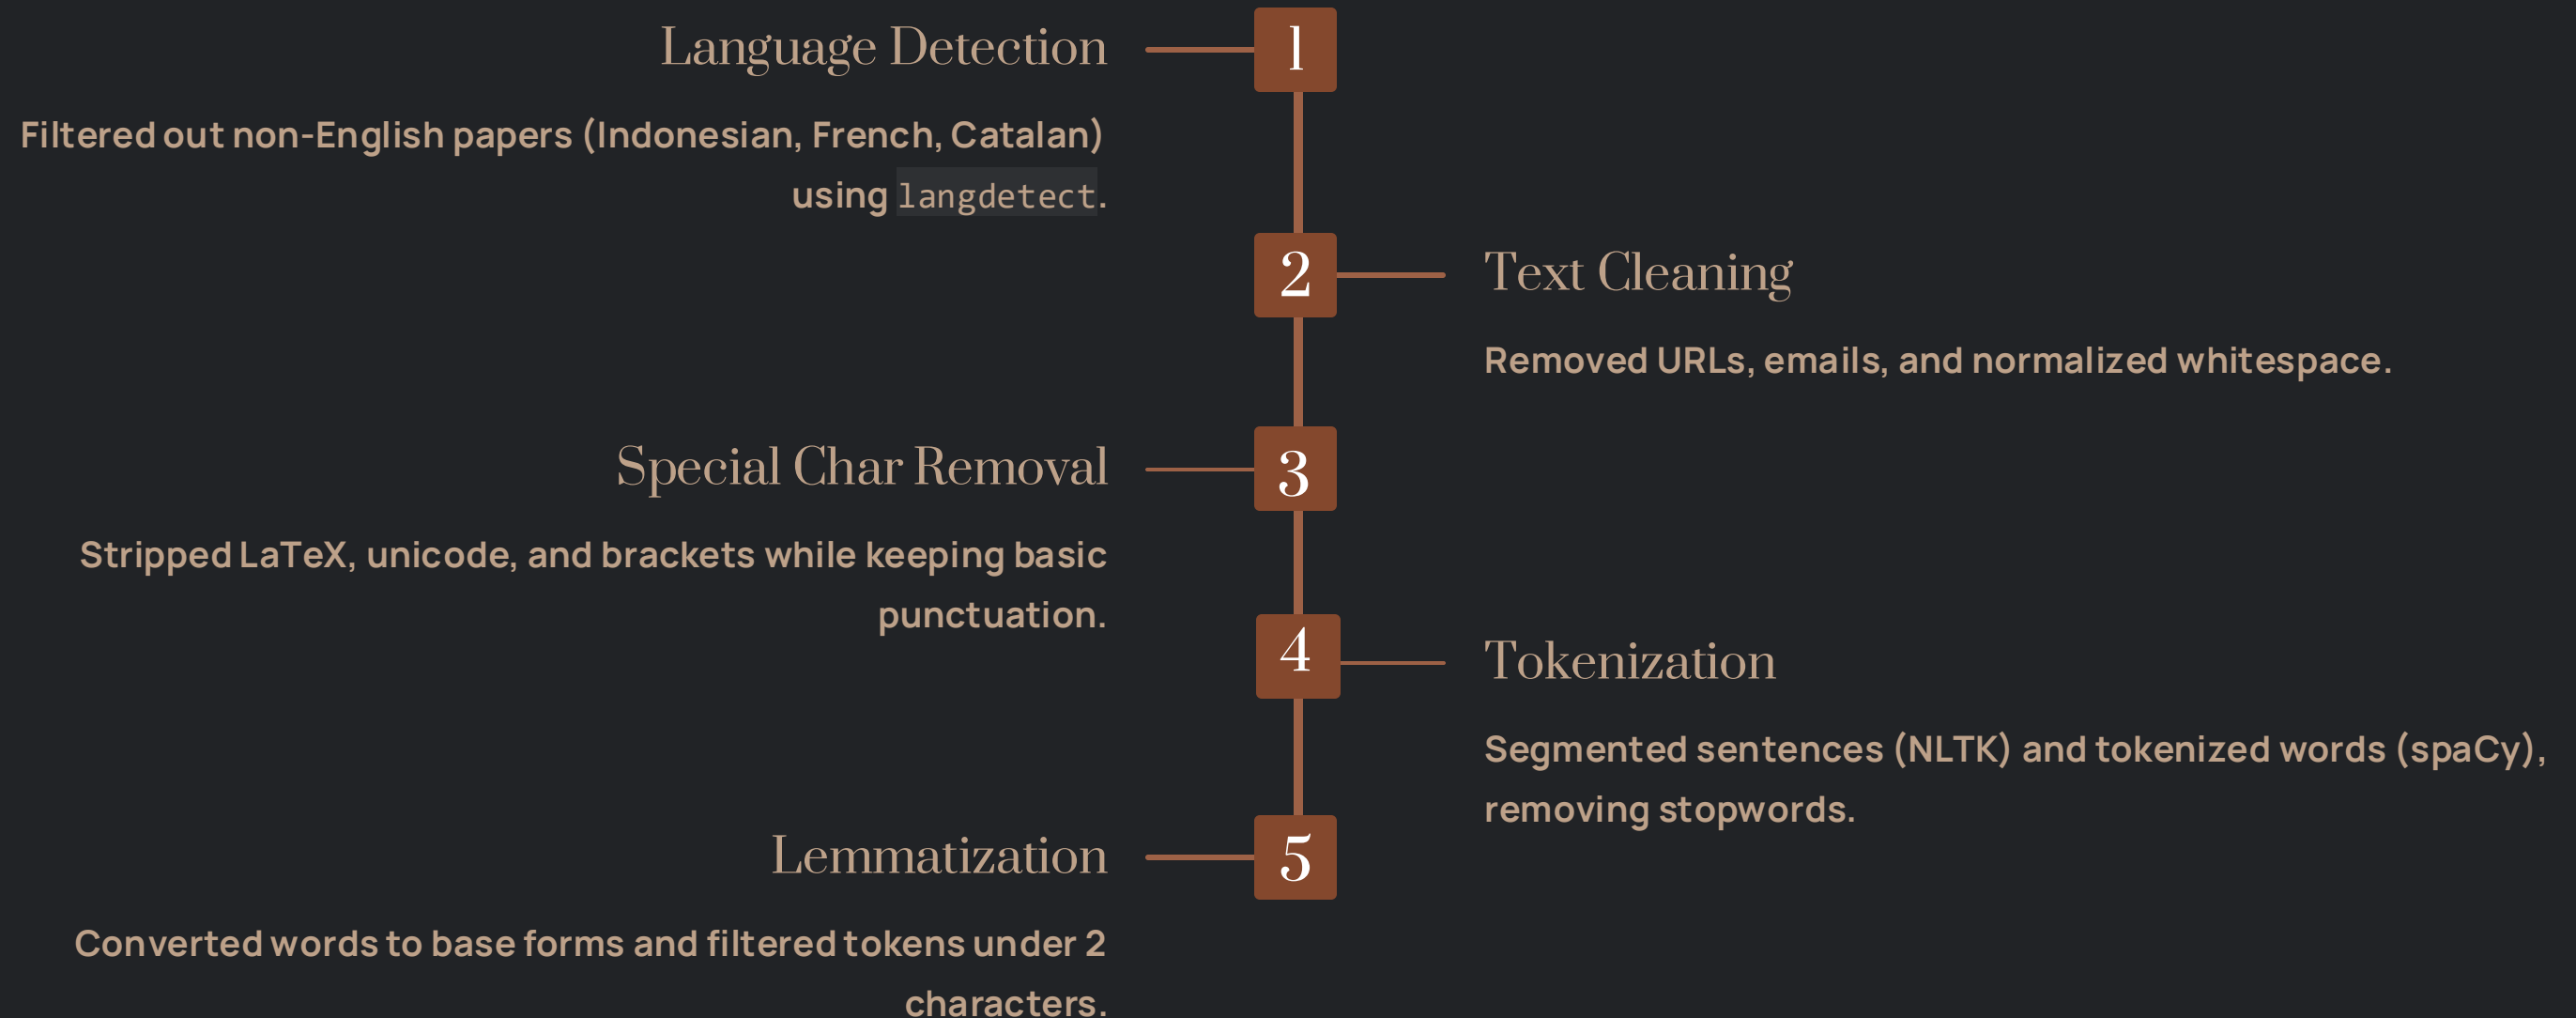 Language Detection
1
Filtered out non-English papers (Indonesian, French, Catalan)
using langdetect.
2
Text Cleaning
Removed URLs, emails, and normalized whitespace.
Special Char Removal
3
Stripped LaTeX, unicode, and brackets while keeping basic
punctuation.
4
Tokenization
Segmented sentences (NLTK) and tokenized words (spaCy),
removing stopwords.
Lemmatization
5
Converted words to base forms and filtered tokens under 2
characters.